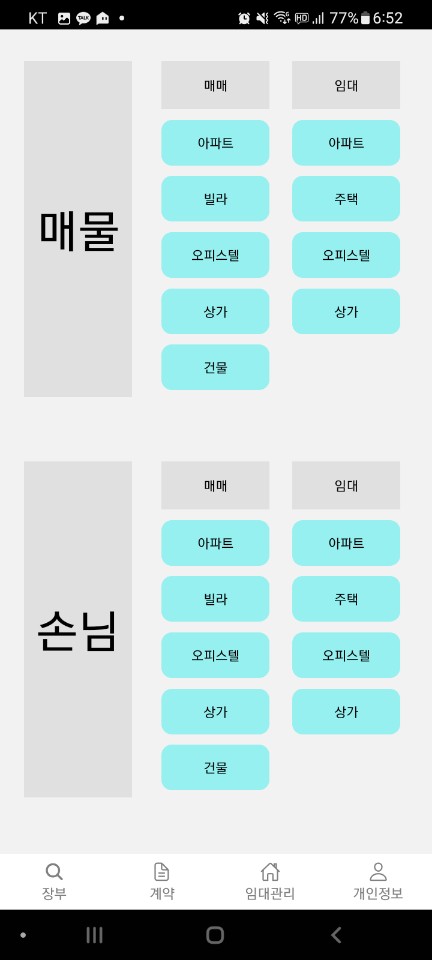 KT 77% 6:52
매물
매매 임대
아파트 아파트
빌라 주택
오피스텔 오피스텔
상가 상가
건물
손님
매매 임대
아파트 아파트
빌라 주택
오피스텔 오피스텔
상가 상가
건물
장부 계약 임대관리 개인정보